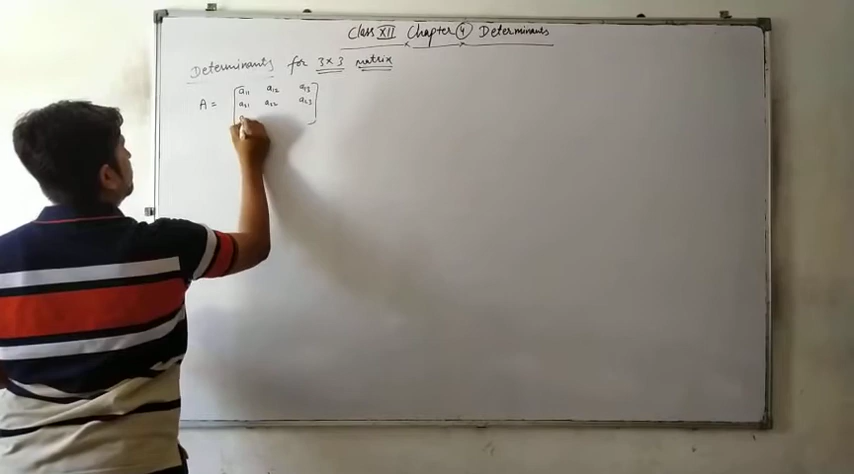 Class XII Chapter 4 Determinants
Determinants for 3×3 matrix
a11 a12 a13
A = a21 a22 a23